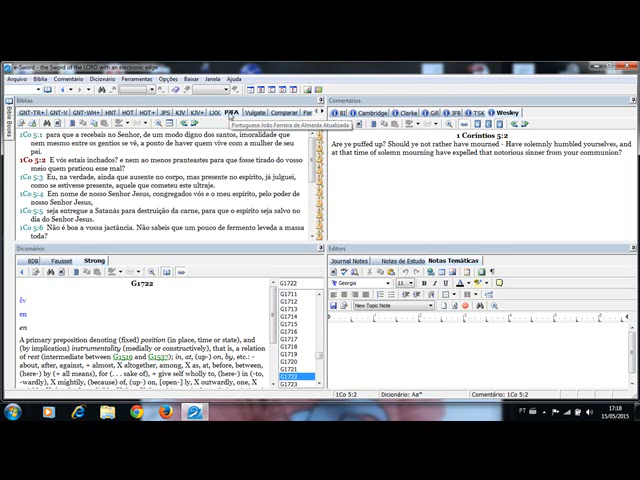 e-Sword - the Sword of the LORD with an electronic edge
Arquivo Bíblia Comentário Dicionário Ferramentas Opções Baixar Janela Ajuda
Bíblias
GNT-TR+ GNT-V GNT-WH+ HNT HOT HOT+ JPS KJV KJV+ LXX PJFA Vulgate Comparar Par
Portuguese João Ferreira de Almeida Atualizada
1Co 5:1 para que a recebais no Senhor, de um modo digno dos santos, imoralidade que
nem mesmo entre os gentios se vê, a ponto de haver quem vive com a mulher de seu
pai.
1Co 5:2 E vós estais inchados? e nem ao menos pranteastes para que fosse tirado do vosso
meio quem praticou esse mal?
1Co 5:3 Eu, na verdade, ainda que ausente no corpo, mas presente no espírito, já julguei,
como se estivesse presente, aquele que cometeu este ultraje.
1Co 5:4 Em nome de nosso Senhor Jesus, congregados vós e o meu espírito, pelo poder de
nosso Senhor Jesus,
1Co 5:5 seja entregue a Satanás para destruição da carne, para que o espírito seja salvo no
dia do Senhor Jesus.
1Co 5:6 Não é boa a vossa jactância. Não sabeis que um pouco de fermento leveda a massa
toda?
Bible Books
Comentários
BI Cambridge Clarke Gill JFB TSK Wesley
1 Coríntios 5:2
Are ye puffed up? Should ye not rather have mourned - Have solemnly humbled yourselves, and
at that time of solemn mourning have expelled that notorious sinner from your communion?
Dicionários
BDB Fausset Strong
G1722
ἐν
en
en
A primary preposition denoting (fixed) position (in place, time or state), and
(by implication) instrumentality (medially or constructively), that is, a relation
of rest (intermediate between G1519 and G1537); in, at, (up-) on, by, etc.: -
about, after, against, + almost, X altogether, among, X as, at, before, between,
(here-) by (+ all means), for (. . . sake of), + give self wholly to, (here-) in (-to,
-wardly), X mightily, (because) of, (up-) on, [open-] ly, X outwardly, one, X
G1722
G1711
G1712
G1713
G1714
G1715
G1716
G1717
G1718
G1719
G1720
G1721
G1722
G1723
Editors
Journal Notes Notas de Estudo Notas Temáticas
Georgia 11
New Topic Note
1Co 5:2 Dicionário: Aa* Comentário: 1Co 5:2
PT 17:18
15/05/2015